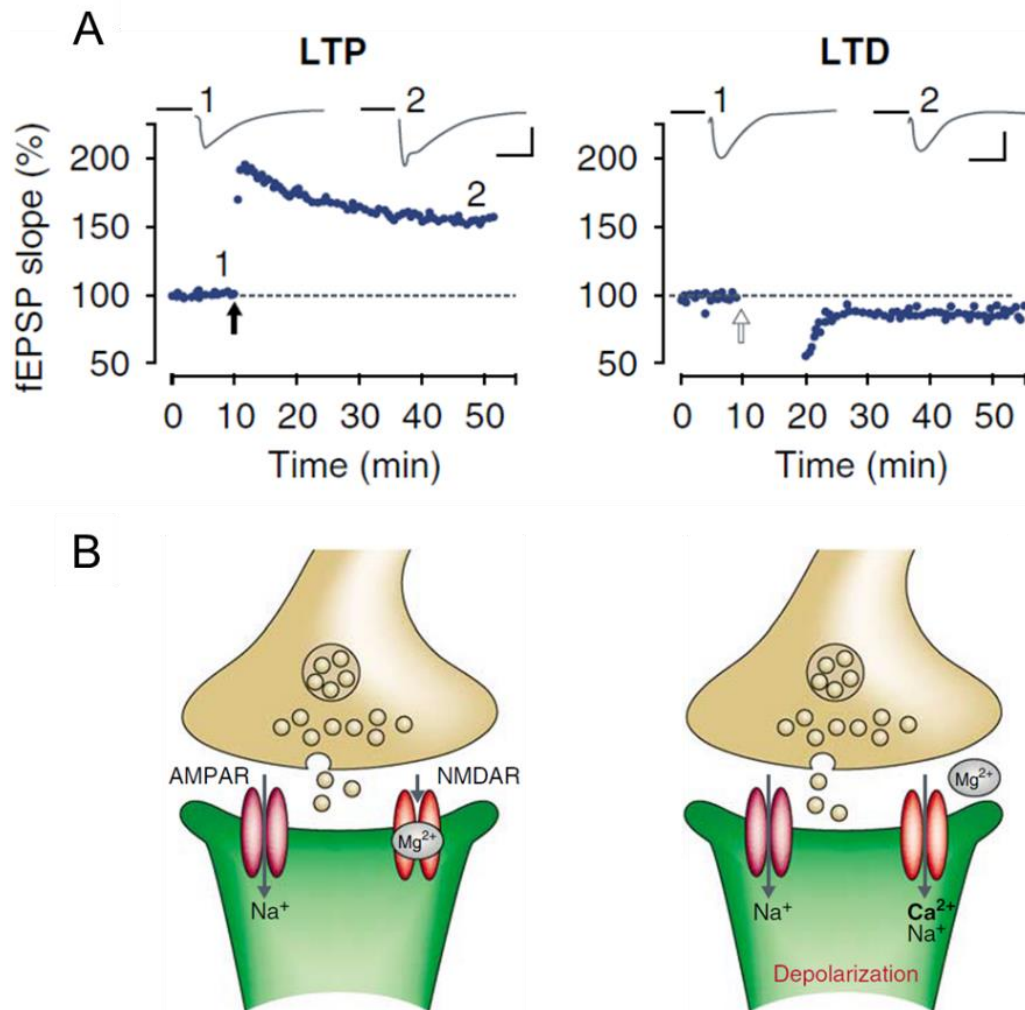 A
LTP
LTD
1
2
1
2
fEPSP slope (%)
200
150
100
50
1
2
0 10 20 30 40 50
Time (min)
200
150
100
50
0 10 20 30 40 50
Time (min)
B
AMPAR
NMDAR
Mg²⁺
Na⁺
Mg²⁺
Na⁺
Ca²⁺
Na⁺
Depolarization